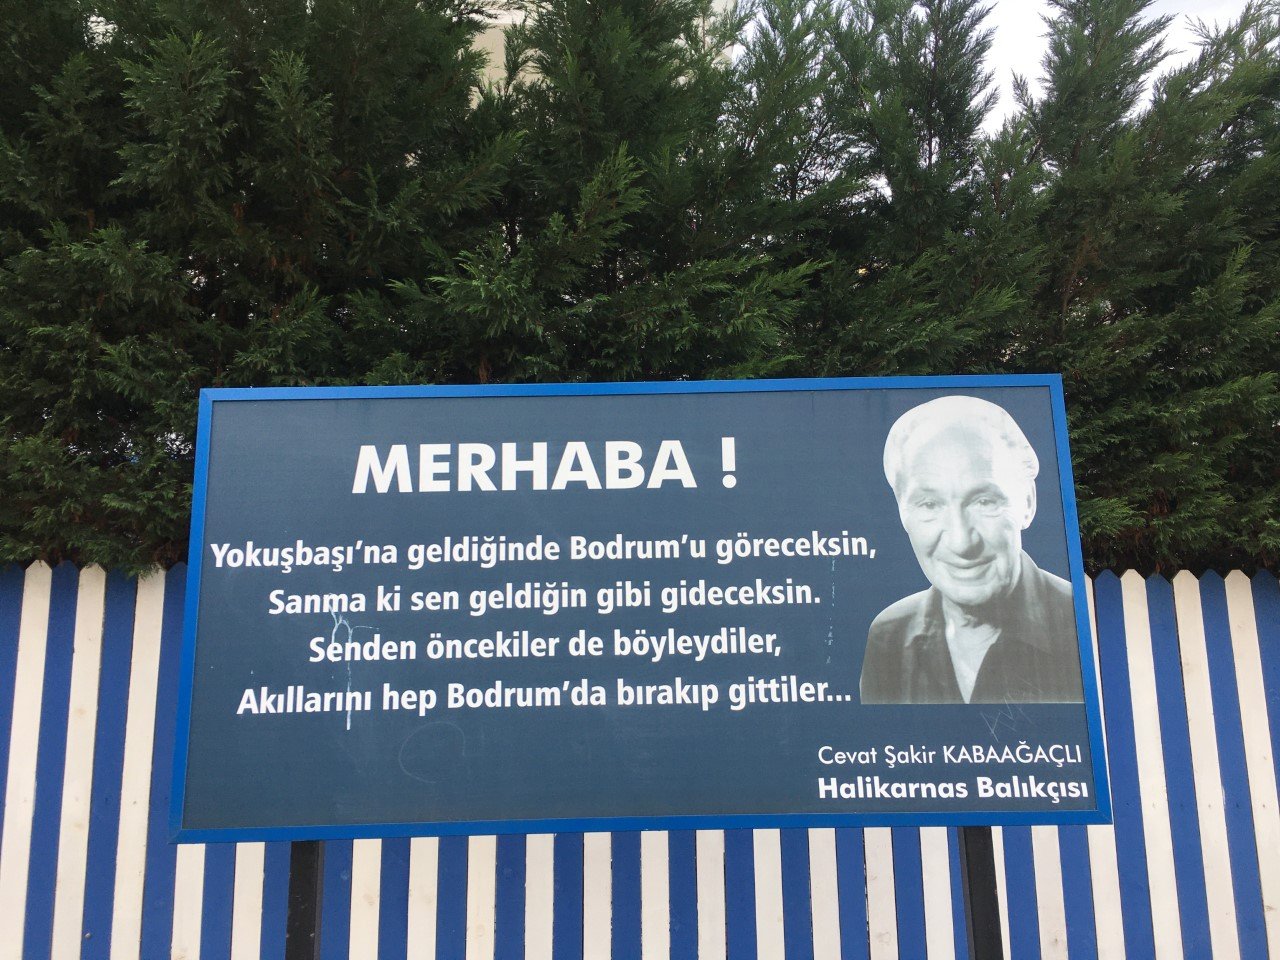 MERHABA !
Yokuşbaşı'na geldiğinde Bodrum'u göreceksin,
Sanma ki sen geldiğin gibi gideceksin.
Senden öncekiler de böyleydiler,
Akıllarını hep Bodrum'da bırakıp gittiler...
Cevat Şakir KABAAĞAÇLI
Halikarnas Balıkçısı